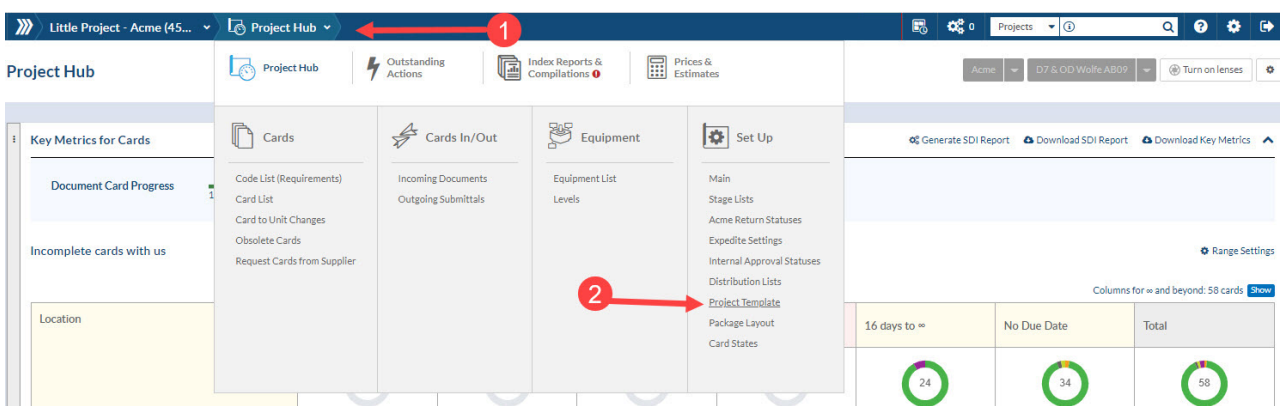 Little Project - Acme (45...
Project Hub
1
0
Projects
Project Hub
Project Hub
Outstanding
Actions
Index Reports &
Compilations
Prices &
Estimates
Acme
D7 & OD Wolfe AB09
Turn on lenses
Key Metrics for Cards
Generate SDI Report
Download SDI Report
Download Key Metrics
Document Card Progress
1
Cards
Code List (Requirements)
Card List
Card to Unit Changes
Obsolete Cards
Request Cards from Supplier
Cards In/Out
Incoming Documents
Outgoing Submittals
Equipment
Equipment List
Levels
Set Up
Main
Stage Lists
Acme Return Statuses
Expedite Settings
Internal Approval Statuses
Distribution Lists
2
Project Template
Package Layout
Card States
Incomplete cards with us
Range Settings
Columns for ∞ and beyond: 58 cards Show
Location
16 days to ∞
No Due Date
Total
24
34
58